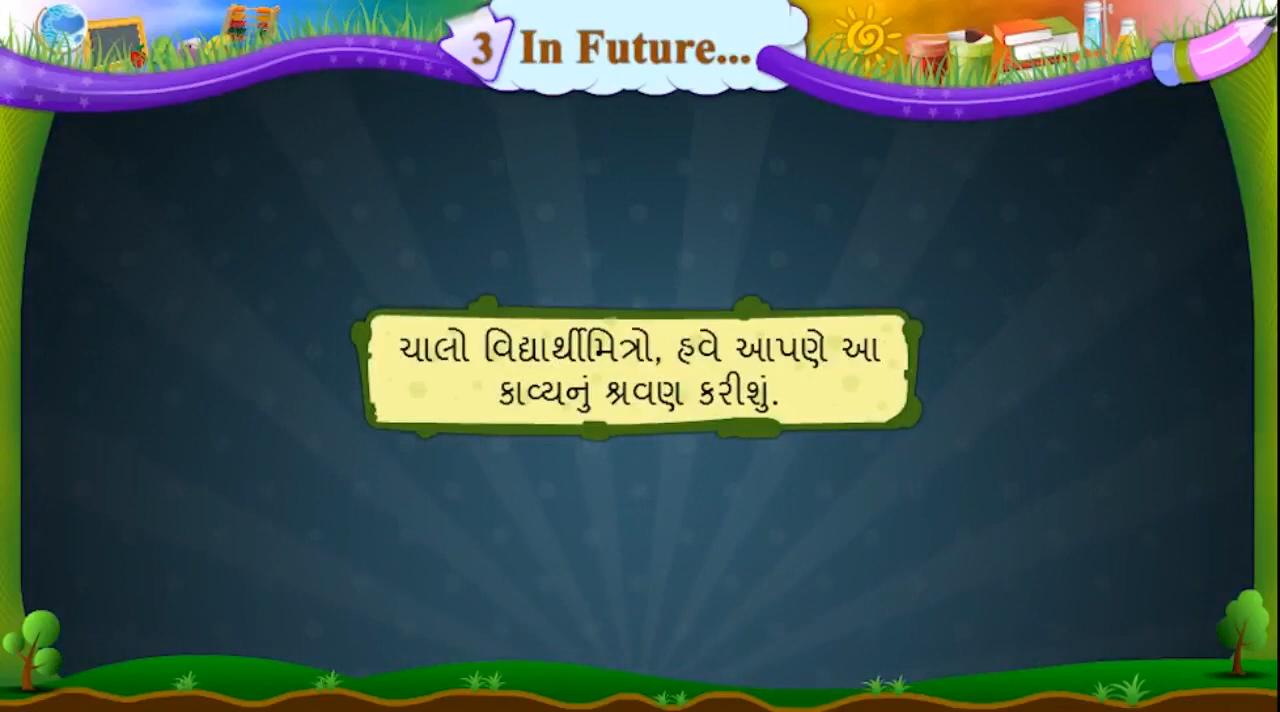 3 In Future...
ચાલો વિદ્યાર્થીમિત્રો, હવે આપણે આ
કાવ્યનું શ્રવણ કરીશું.